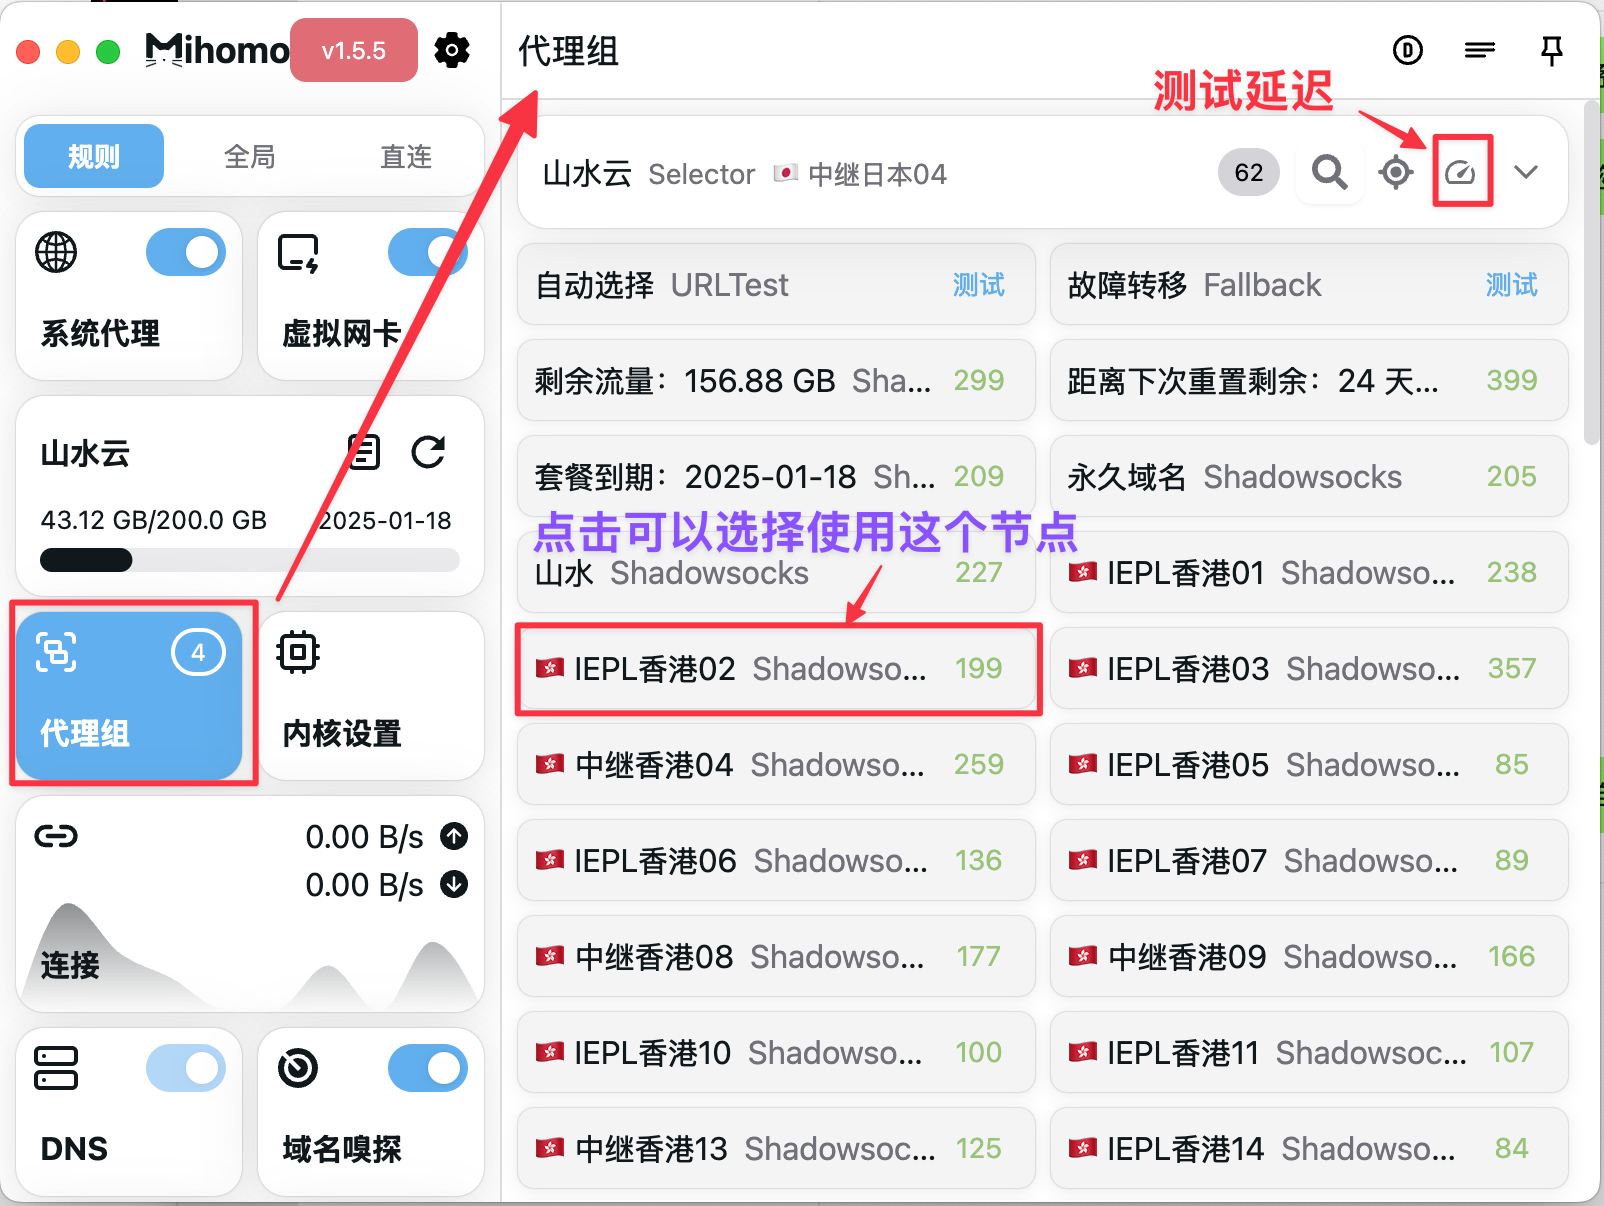 Mihomo v1.5.5
规则 全局 直连
系统代理 虚拟网卡
山水云
43.12 GB/200.0 GB 2025-01-18
4
代理组 内核设置
0.00 B/s
0.00 B/s
连接
DNS 域名嗅探
代理组
测试延迟
山水云 Selector 🇯🇵 中继日本04 62
自动选择 URLTest 测试
故障转移 Fallback 测试
剩余流量：156.88 GB Sha... 299
距离下次重置剩余：24 天... 399
套餐到期：2025-01-18 Sh... 209
永久域名 Shadowsocks 205
点击可以选择使用这个节点
山水 Shadowsocks 227
🇭🇰 IEPL香港01 Shadowso... 238
🇭🇰 IEPL香港02 Shadowso... 199
🇭🇰 IEPL香港03 Shadowso... 357
🇭🇰 中继香港04 Shadowso... 259
🇭🇰 IEPL香港05 Shadowso... 85
🇭🇰 IEPL香港06 Shadowso... 136
🇭🇰 IEPL香港07 Shadowso... 89
🇭🇰 中继香港08 Shadowso... 177
🇭🇰 中继香港09 Shadowso... 166
🇭🇰 IEPL香港10 Shadowso... 100
🇭🇰 IEPL香港11 Shadowsoc... 107
🇭🇰 中继香港13 Shadowsoc... 125
🇭🇰 IEPL香港14 Shadowso... 84